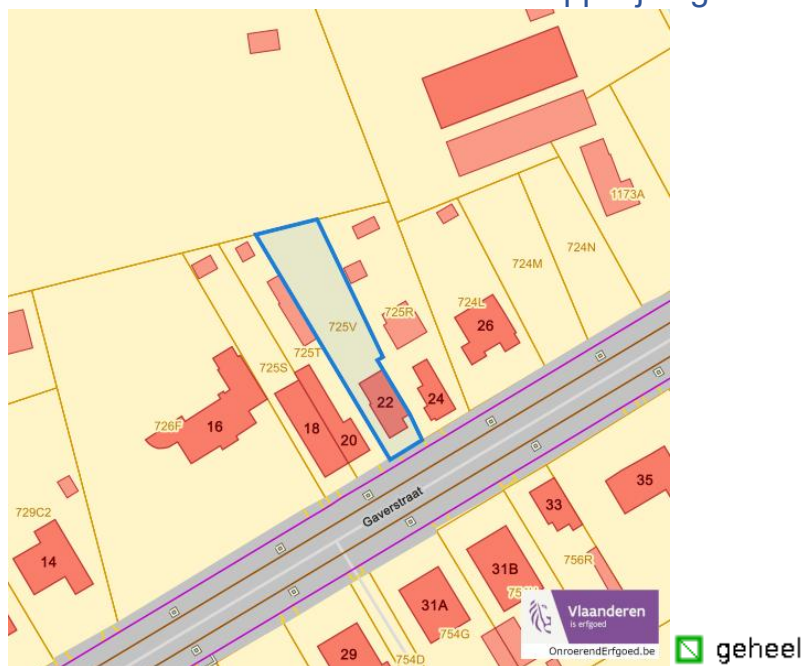 1173A
724N
724M
724L
26
725R
725V
725T
725S
22
24
726F
16
18
20
729C2
14
Gaverstraat
35
33
756R
31B
31A
754G
29
754D
Vlaanderen
is erfgoed
OnroerendErfgoed.be
geheel